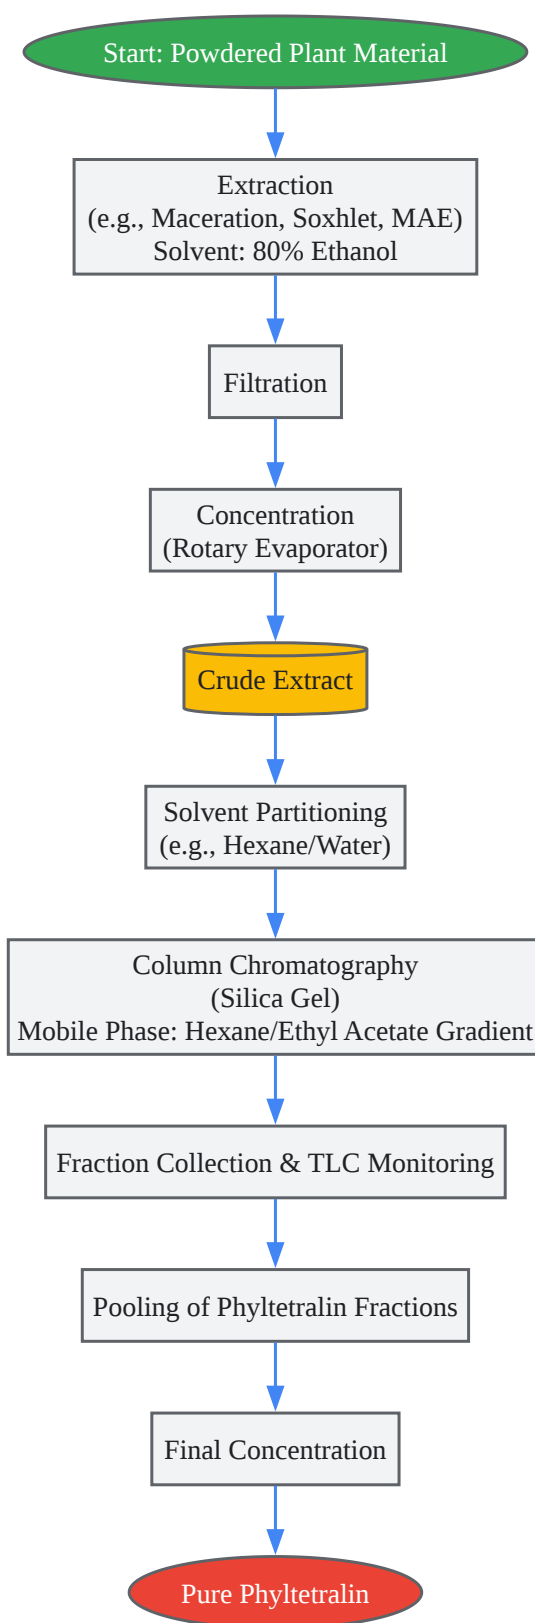 Start: Powdered Plant Material
Extraction
(e.g., Maceration, Soxhlet, MAE)
Solvent: 80% Ethanol
Filtration
Concentration
(Rotary Evaporator)
Crude Extract
Solvent Partitioning
(e.g., Hexane/Water)
Column Chromatography
(Silica Gel)
Mobile Phase: Hexane/Ethyl Acetate Gradient
Fraction Collection & TLC Monitoring
Pooling of Phyltetralin Fractions
Final Concentration
Pure Phyltetralin